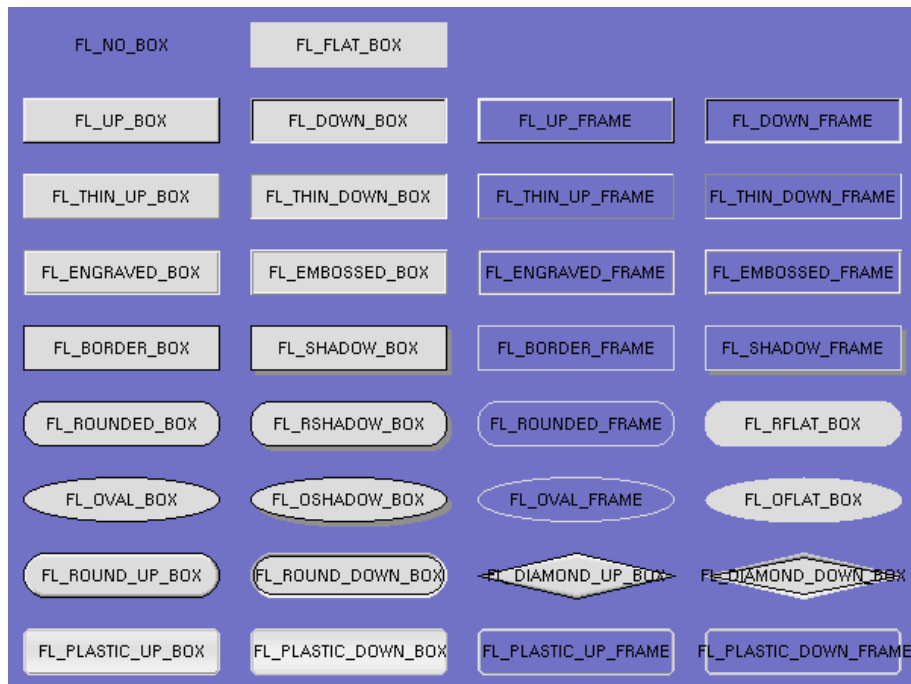 FL_NO_BOX FL_FLAT_BOX
FL_UP_BOX FL_DOWN_BOX FL_UP_FRAME FL_DOWN_FRAME
FL_THIN_UP_BOX FL_THIN_DOWN_BOX FL_THIN_UP_FRAME FL_THIN_DOWN_FRAME
FL_ENGRAVED_BOX FL_EMBOSSED_BOX FL_ENGRAVED_FRAME FL_EMBOSSED_FRAME
FL_BORDER_BOX FL_SHADOW_BOX FL_BORDER_FRAME FL_SHADOW_FRAME
FL_ROUNDED_BOX FL_RSHADOW_BOX FL_ROUNDED_FRAME FL_RFLAT_BOX
FL_OVAL_BOX FL_OSHADOW_BOX FL_OVAL_FRAME FL_OFLAT_BOX
FL_ROUND_UP_BOX FL_ROUND_DOWN_BOX FL_DIAMOND_UP_BOX FL_DIAMOND_DOWN_BOX
FL_PLASTIC_UP_BOX FL_PLASTIC_DOWN_BOX FL_PLASTIC_UP_FRAME FL_PLASTIC_DOWN_FRAME